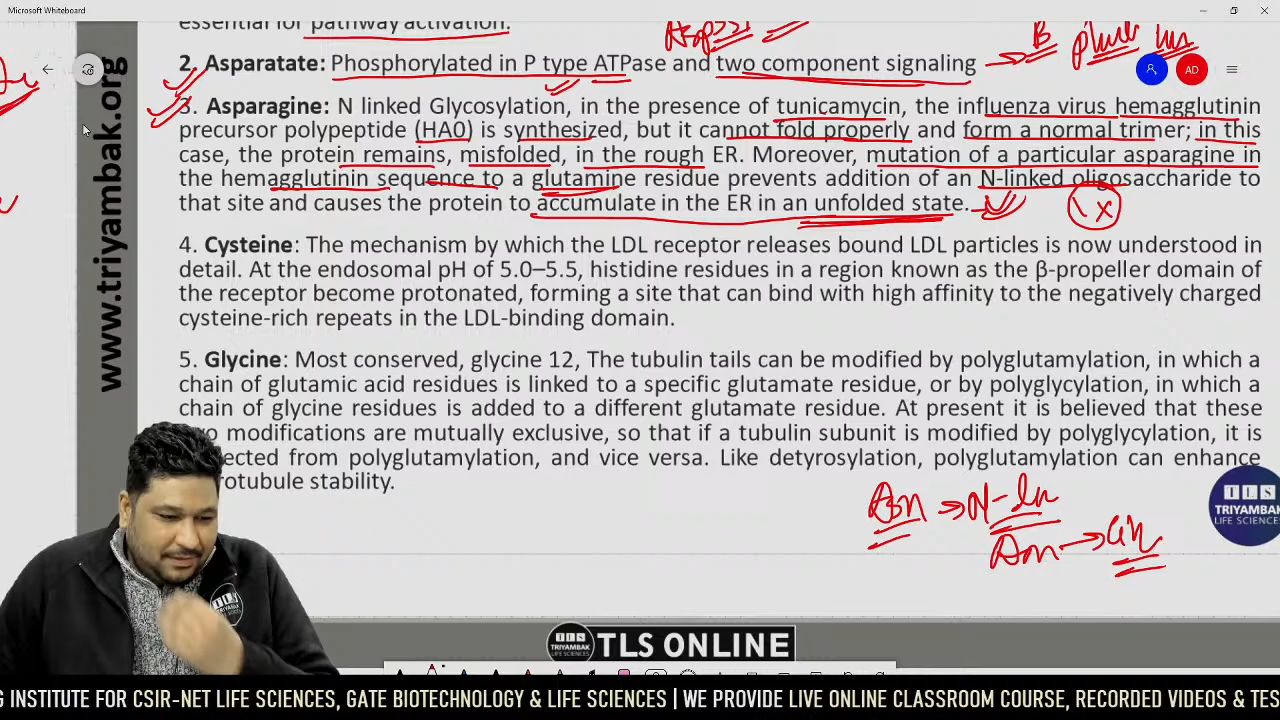 Microsoft Whiteboard
essential for pathway activation.
2. Asparatate: Phosphorylated in P type ATPase and two component signaling
B
AD
3. Asparagine: N linked Glycosylation, in the presence of tunicamycin, the influenza virus hemagglutinin
precursor polypeptide (HA0) is synthesized, but it cannot fold properly and form a normal trimer; in this
case, the protein remains, misfolded, in the rough ER. Moreover, mutation of a particular asparagine in
the hemagglutinin sequence to a glutamine residue prevents addition of an N-linked oligosaccharide to
that site and causes the protein to accumulate in the ER in an unfolded state.
4. Cysteine: The mechanism by which the LDL receptor releases bound LDL particles is now understood in
detail. At the endosomal pH of 5.0–5.5, histidine residues in a region known as the β-propeller domain of
the receptor become protonated, forming a site that can bind with high affinity to the negatively charged
cysteine-rich repeats in the LDL-binding domain.
5. Glycine: Most conserved, glycine 12, The tubulin tails can be modified by polyglutamylation, in which a
chain of glutamic acid residues is linked to a specific glutamate residue, or by polyglycylation, in which a
chain of glycine residues is added to a different glutamate residue. At present it is believed that these
modifications are mutually exclusive, so that if a tubulin subunit is modified by polyglycylation, it is
from polyglutamylation, and vice versa. Like detyrosylation, polyglutamylation can enhance
stability.
Asn → N-
Asn → Gln
www.triyambak.org
TLS
TRIYAMBAK
LIFE SCIENCES
TLS ONLINE
INSTITUTE FOR CSIR-NET LIFE SCIENCES, GATE BIOTECHNOLOGY & LIFE SCIENCES | WE PROVIDE LIVE ONLINE CLASSROOM COURSE, RECORDED VIDEOS &